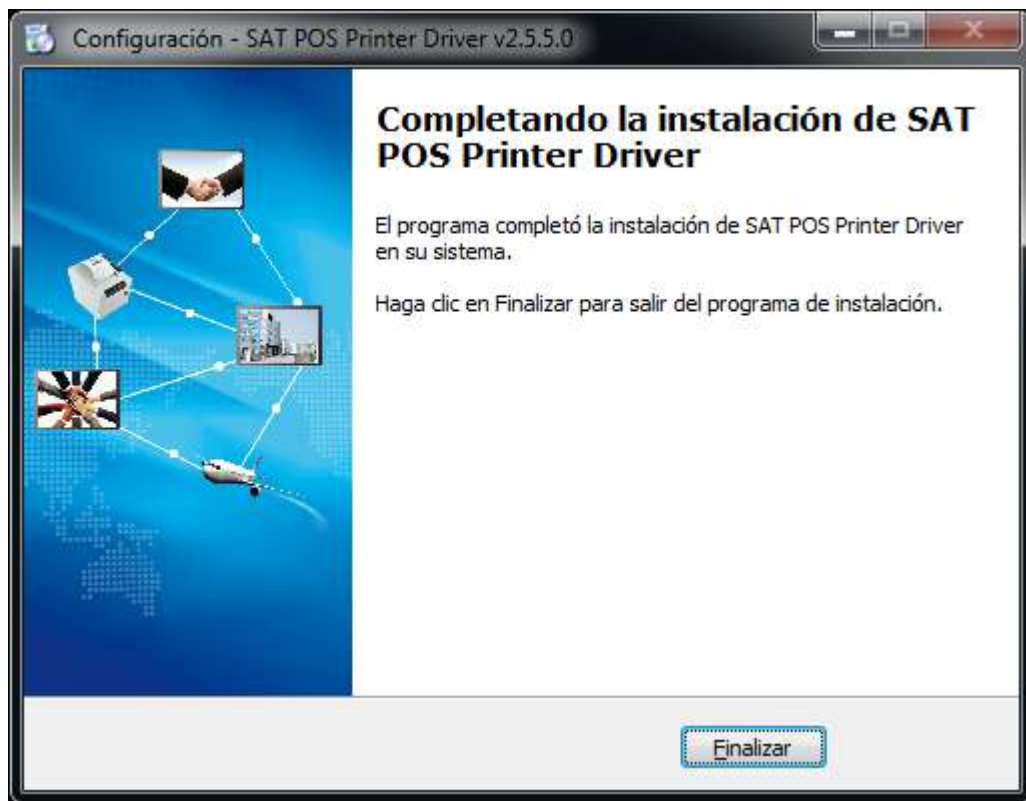 Configuración - SAT POS Printer Driver v2.5.5.0
Completando la instalación de SAT
POS Printer Driver
El programa completó la instalación de SAT POS Printer Driver
en su sistema.
Haga clic en Finalizar para salir del programa de instalación.
Finalizar